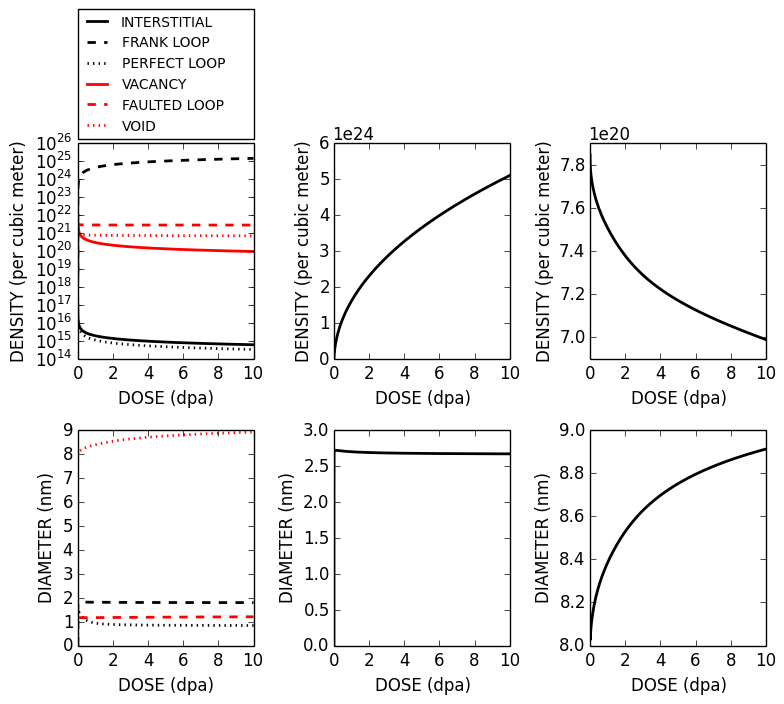 INTERSTITIAL
FRANK LOOP
PERFECT LOOP
VACANCY
FAULTED LOOP
VOID
DENSITY (per cubic meter)
10^26
10^25
10^24
10^23
10^22
10^21
10^20
10^19
10^18
10^17
10^16
10^15
10^14
0 2 4 6 8 10
DOSE (dpa)
1e24
DENSITY (per cubic meter)
6
5
4
3
2
1
0
0 2 4 6 8 10
DOSE (dpa)
1e20
DENSITY (per cubic meter)
7.8
7.6
7.4
7.2
7.0
0 2 4 6 8 10
DOSE (dpa)
DIAMETER (nm)
9
8
7
6
5
4
3
2
1
0
0 2 4 6 8 10
DOSE (dpa)
DIAMETER (nm)
3.0
2.5
2.0
1.5
1.0
0.5
0.0
0 2 4 6 8 10
DOSE (dpa)
DIAMETER (nm)
9.0
8.8
8.6
8.4
8.2
8.0
0 2 4 6 8 10
DOSE (dpa)